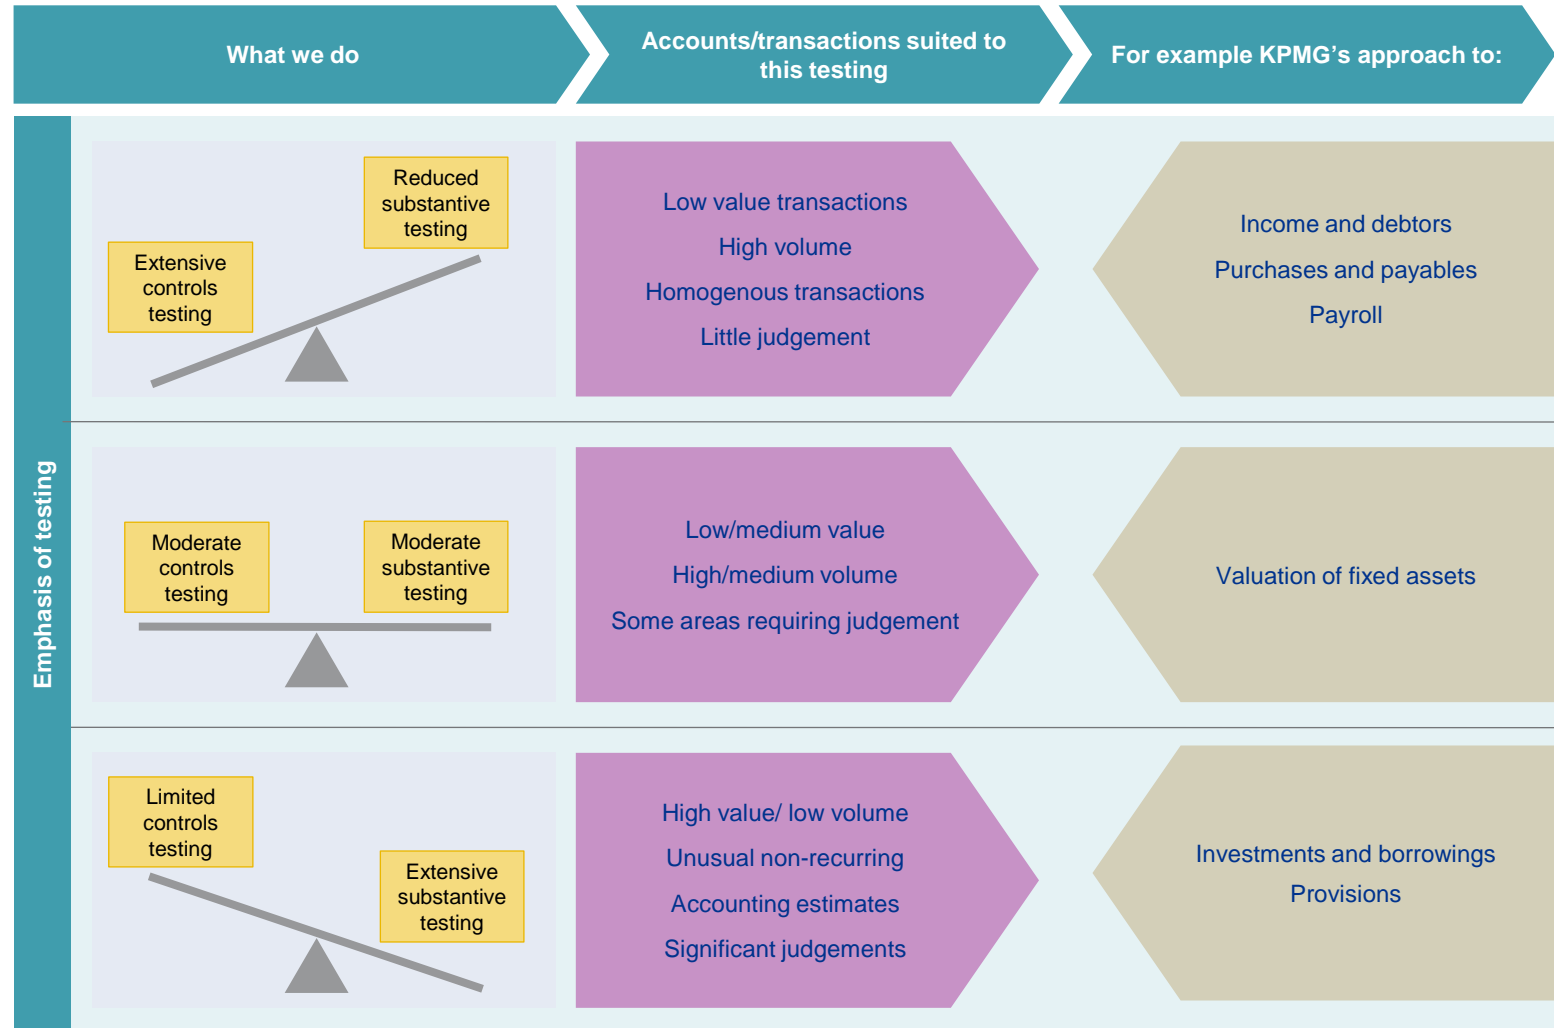 What we do
Accounts/transactions suited to
this testing
For example KPMG’s approach to:
Emphasis of testing
Extensive
controls
testing
Reduced
substantive
testing
Low value transactions
High volume
Homogenous transactions
Little judgement
Income and debtors
Purchases and payables
Payroll
Moderate
controls
testing
Moderate
substantive
testing
Low/medium value
High/medium volume
Some areas requiring judgement
Valuation of fixed assets
Limited
controls
testing
Extensive
substantive
testing
High value/ low volume
Unusual non-recurring
Accounting estimates
Significant judgements
Investments and borrowings
Provisions